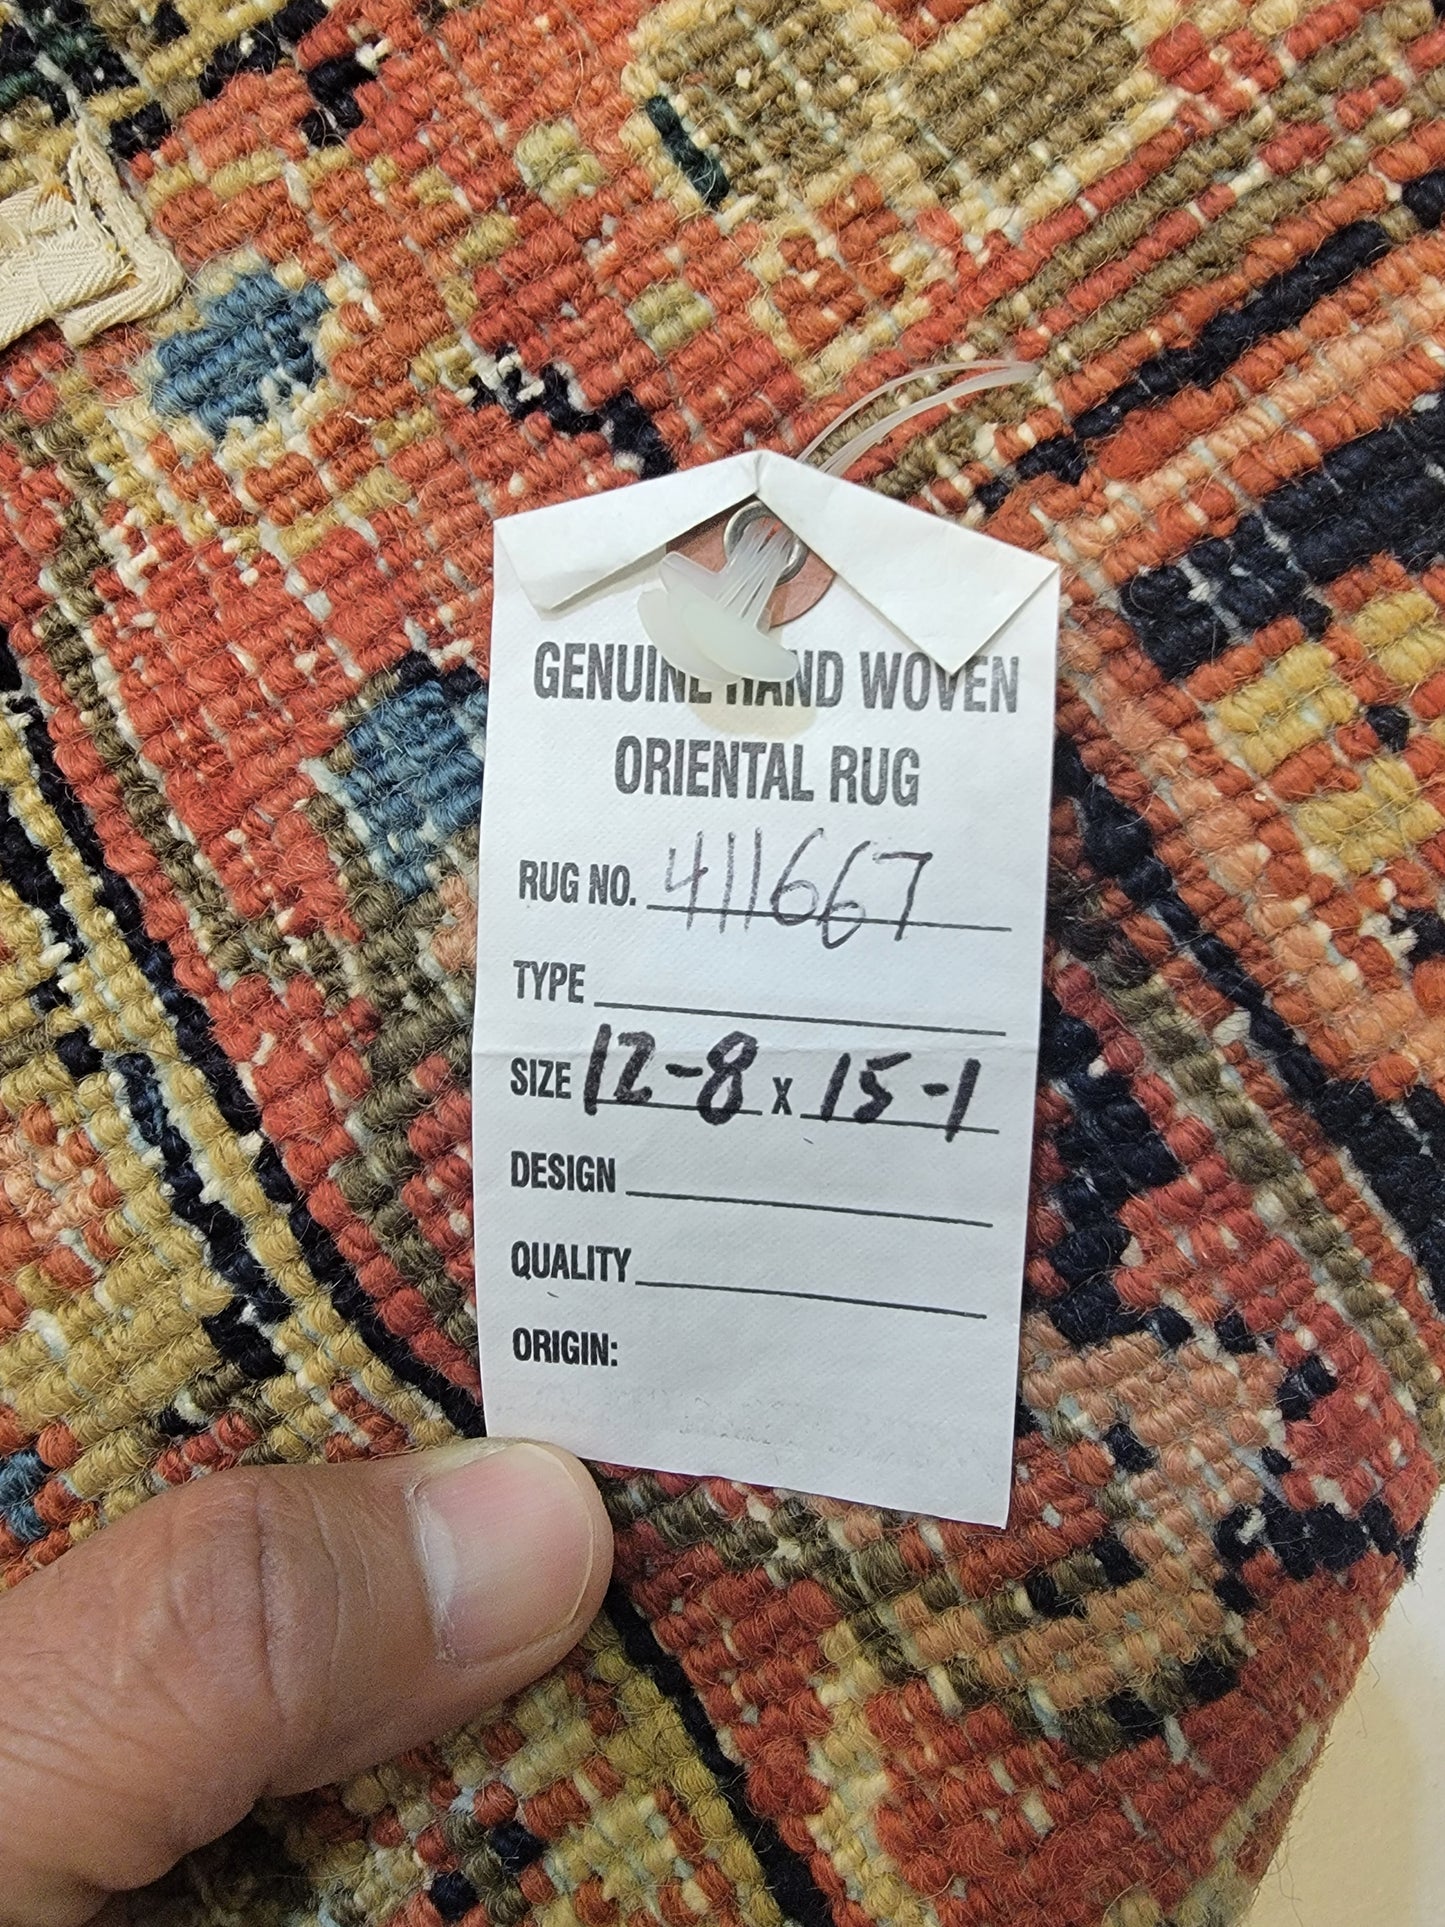 GENUINE HAND WOVEN
ORIENTAL RUG
RUG NO. 411667
TYPE
SIZE 12-8 x 15-1
DESIGN
QUALITY
ORIGIN: